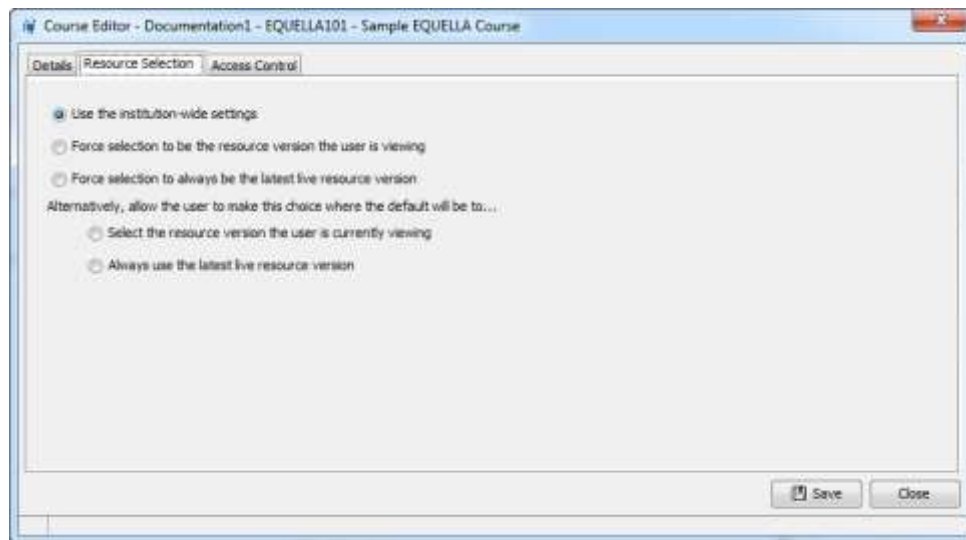 Course Editor - Documentation1 - EQUELLA101 - Sample EQUELLA Course
Details Resource Selection Access Control
Use the institution-wide settings
Force selection to be the resource version the user is viewing
Force selection to always be the latest live resource version
Alternatively, allow the user to make this choice where the default will be to...
Select the resource version the user is currently viewing
Always use the latest live resource version
Save Close